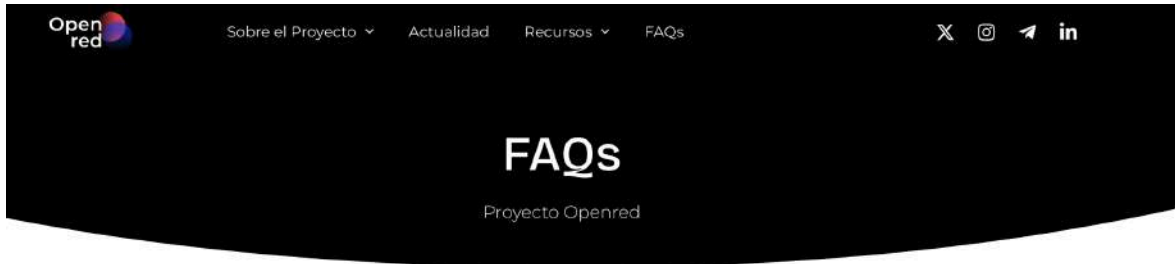 Open
red
Sobre el Proyecto
Actualidad
Recursos
FAQs
in
FAQs
Proyecto Openred